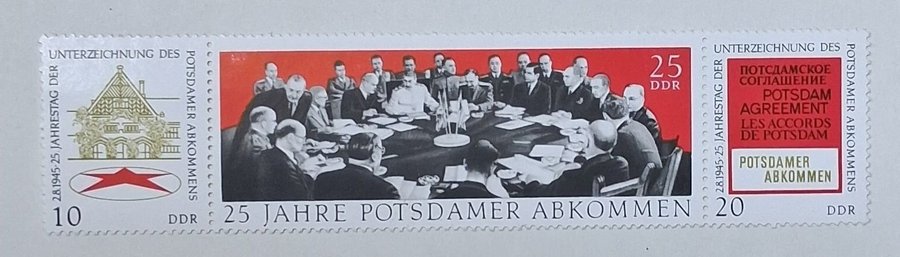 2.8.1945·25 JAHRESTAG DER
UNTERZEICHNUNG DES
POTSDAMER ABKOMMENS
10
DDR
25
DDR
25 JAHRE POTSDAMER ABKOMMEN
2.8.1945·25 JAHRESTAG DER
UNTERZEICHNUNG DES
POTSDAMER ABKOMMENS
ПОТСДАМСКОЕ
СОГЛАШЕНИЕ
POTSDAM
AGREEMENT
LES ACCORDS
DE POTSDAM
POTSDAMER
ABKOMMEN
20
DDR